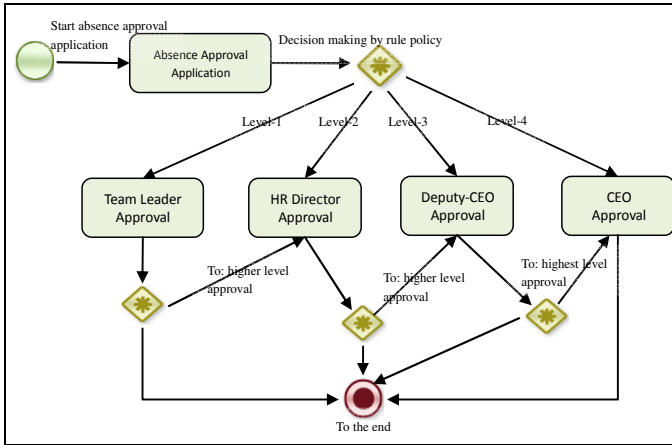 Start absence approval
application
Absence Approval
Application
Decision making by rule policy
Level-1
Level-2
Level-3
Level-4
Team Leader
Approval
HR Director
Approval
Deputy-CEO
Approval
CEO
Approval
To: higher level
approval
To: higher level
approval
To: highest level
approval
To the end